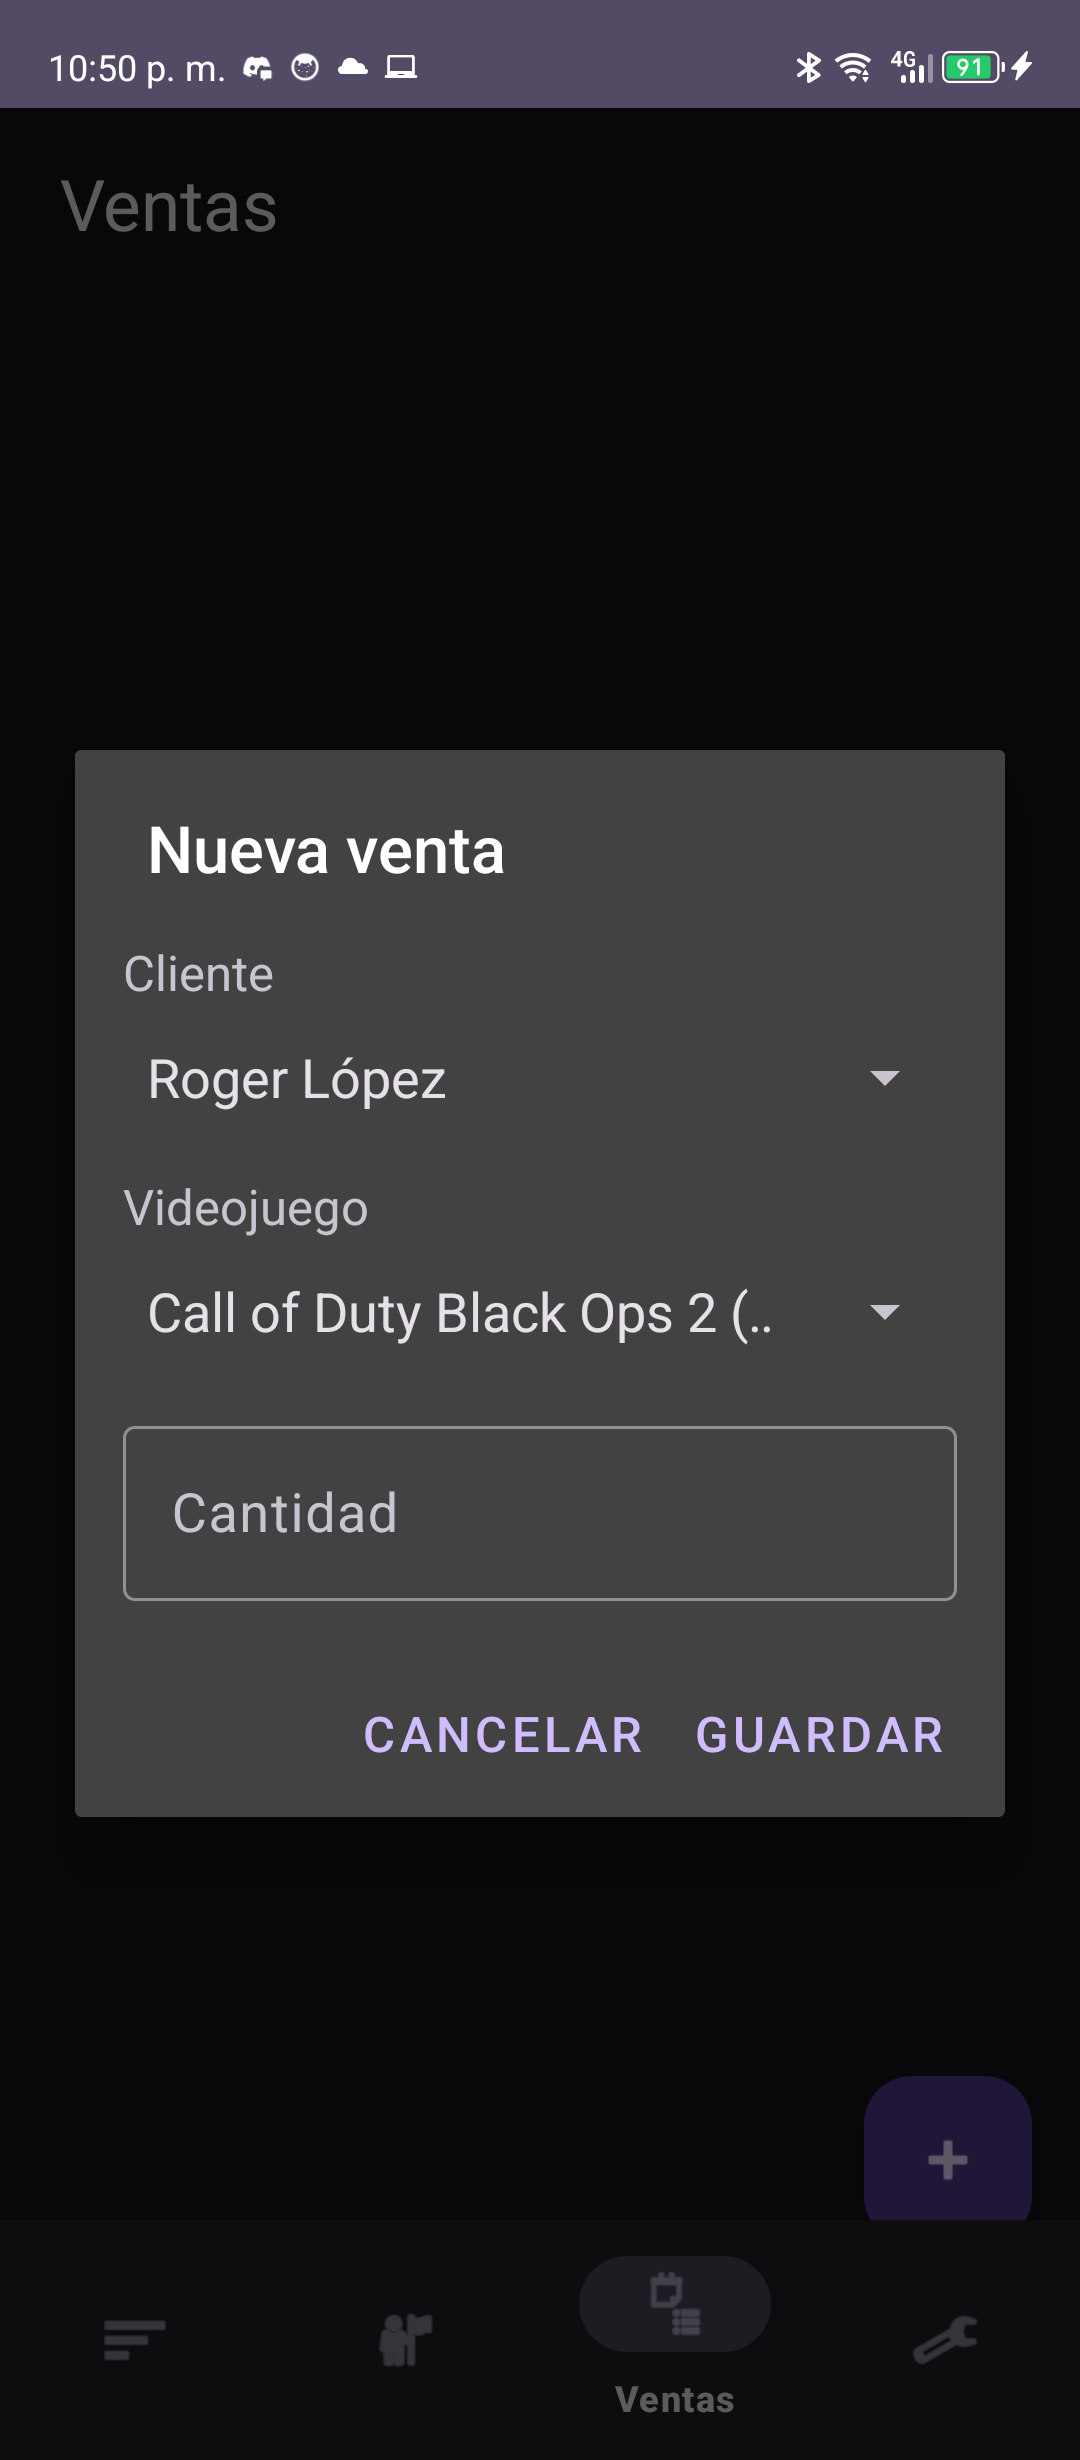 10:50 p. m.
4G
91
Ventas
Nueva venta
Cliente
Roger López
Videojuego
Call of Duty Black Ops 2 (..
Cantidad
CANCELAR GUARDAR
Ventas